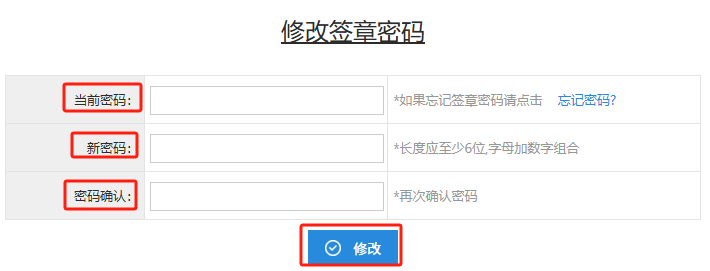 修改签章密码
当前密码: *如果忘记签章密码请点击 忘记密码?
新密码: *长度应至少6位,字母加数字组合
密码确认: *再次确认密码
修改